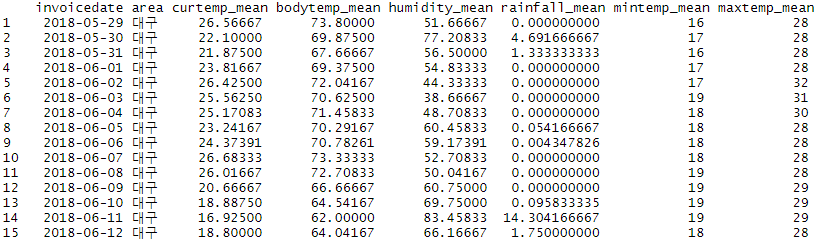 invoicedate area curtemp_mean bodytemp_mean humidity_mean rainfall_mean mintemp_mean maxtemp_mean
1 2018-05-29 대구 26.56667 73.80000 51.66667 0.000000000 16 28
2 2018-05-30 대구 22.10000 69.87500 77.20833 4.691666667 17 28
3 2018-05-31 대구 21.87500 67.66667 56.50000 1.333333333 16 28
4 2018-06-01 대구 23.81667 69.37500 54.83333 0.000000000 17 28
5 2018-06-02 대구 26.42500 72.04167 44.33333 0.000000000 17 32
6 2018-06-03 대구 25.56250 70.62500 38.66667 0.000000000 19 31
7 2018-06-04 대구 25.17083 71.45833 48.70833 0.000000000 18 30
8 2018-06-05 대구 23.24167 70.29167 60.45833 0.054166667 18 28
9 2018-06-06 대구 24.37391 70.78261 59.17391 0.004347826 18 28
10 2018-06-07 대구 26.68333 73.33333 52.70833 0.000000000 18 28
11 2018-06-08 대구 26.01667 72.70833 50.04167 0.000000000 19 28
12 2018-06-09 대구 20.66667 66.66667 60.75000 0.000000000 19 29
13 2018-06-10 대구 18.88750 64.54167 69.75000 0.095833335 19 29
14 2018-06-11 대구 16.92500 62.00000 83.45833 14.304166667 18 29
15 2018-06-12 대구 18.80000 64.04167 66.16667 1.750000000 18 29